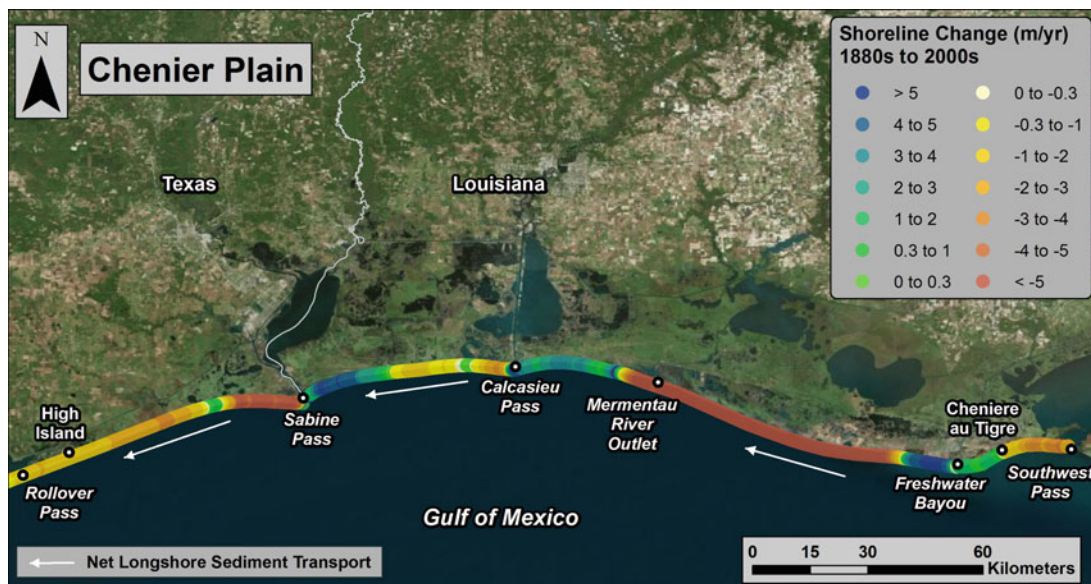 N
Chenier Plain
Shoreline Change (m/yr)
1880s to 2000s
> 5
4 to 5
3 to 4
2 to 3
1 to 2
0.3 to 1
0 to 0.3
0 to -0.3
-0.3 to -1
-1 to -2
-2 to -3
-3 to -4
-4 to -5
< -5
Texas
Louisiana
High
Island
Rollover
Pass
Sabine
Pass
Calcasieu
Pass
Mermentau
River
Outlet
Cheniere
au Tigre
Freshwater
Bayou
Southwest
Pass
Gulf of Mexico
Net Longshore Sediment Transport
0 15 30 60
Kilometers